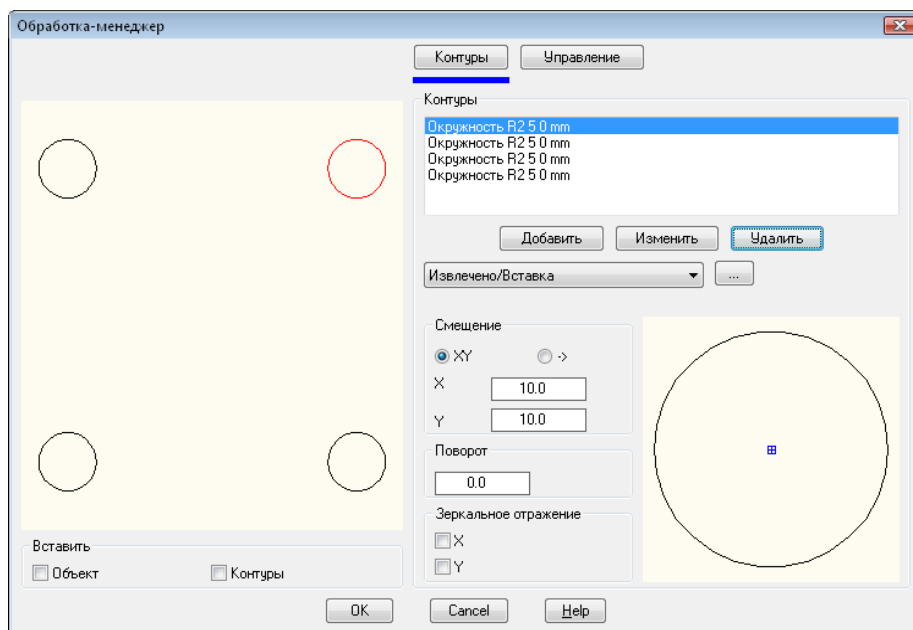 Обработка-менеджер
Контуры Управление
Контуры
Окружность R2 5 0 mm
Окружность R2 5 0 mm
Окружность R2 5 0 mm
Окружность R2 5 0 mm
Добавить Изменить Удалить
Извлечено/Вставка ...
Смещение
XY ->
X 10.0
Y 10.0
Поворот
0.0
Зеркальное отражение
X
Y
Вставить
Объект Контуры
OK Cancel Help